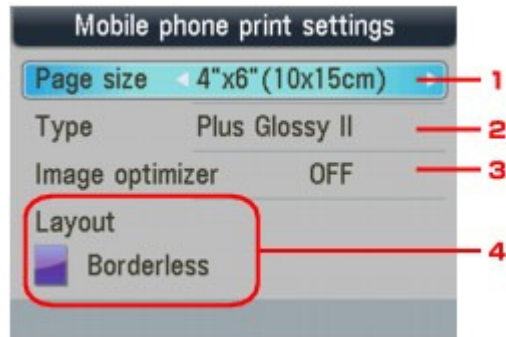 Mobile phone print settings
Page size 4"x6"(10x15cm) 1
Type Plus Glossy II 2
Image optimizer OFF 3
Layout
Borderless 4